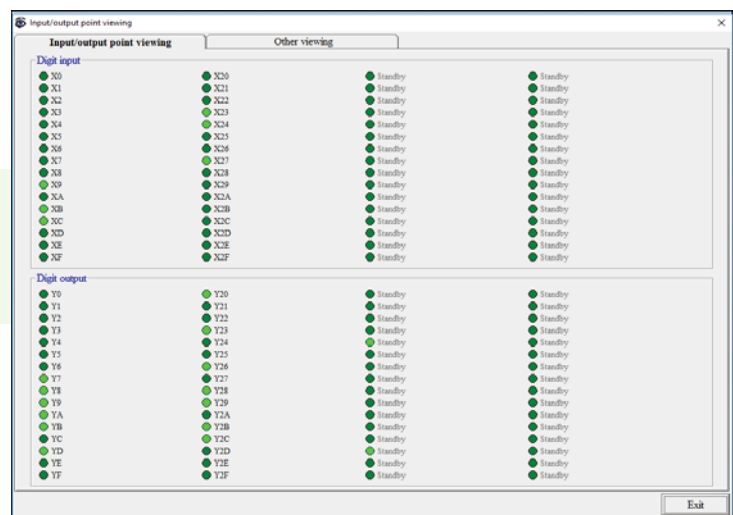 Input/output point viewing
Input/output point viewing Other viewing
Digit input
X0 X20 Standby Standby
X1 X21 Standby Standby
X2 X22 Standby Standby
X3 X23 Standby Standby
X4 X24 Standby Standby
X5 X25 Standby Standby
X6 X26 Standby Standby
X7 X27 Standby Standby
X8 X28 Standby Standby
X9 X29 Standby Standby
XA X2A Standby Standby
XB X2B Standby Standby
XC X2C Standby Standby
XD X2D Standby Standby
XE X2E Standby Standby
XF X2F Standby Standby
Digit output
Y0 Y20 Standby Standby
Y1 Y21 Standby Standby
Y2 Y22 Standby Standby
Y3 Y23 Standby Standby
Y4 Y24 Standby Standby
Y5 Y25 Standby Standby
Y6 Y26 Standby Standby
Y7 Y27 Standby Standby
Y8 Y28 Standby Standby
Y9 Y29 Standby Standby
YA Y2A Standby Standby
YB Y2B Standby Standby
YC Y2C Standby Standby
YD Y2D Standby Standby
YE Y2E Standby Standby
YF Y2F Standby Standby
Exit